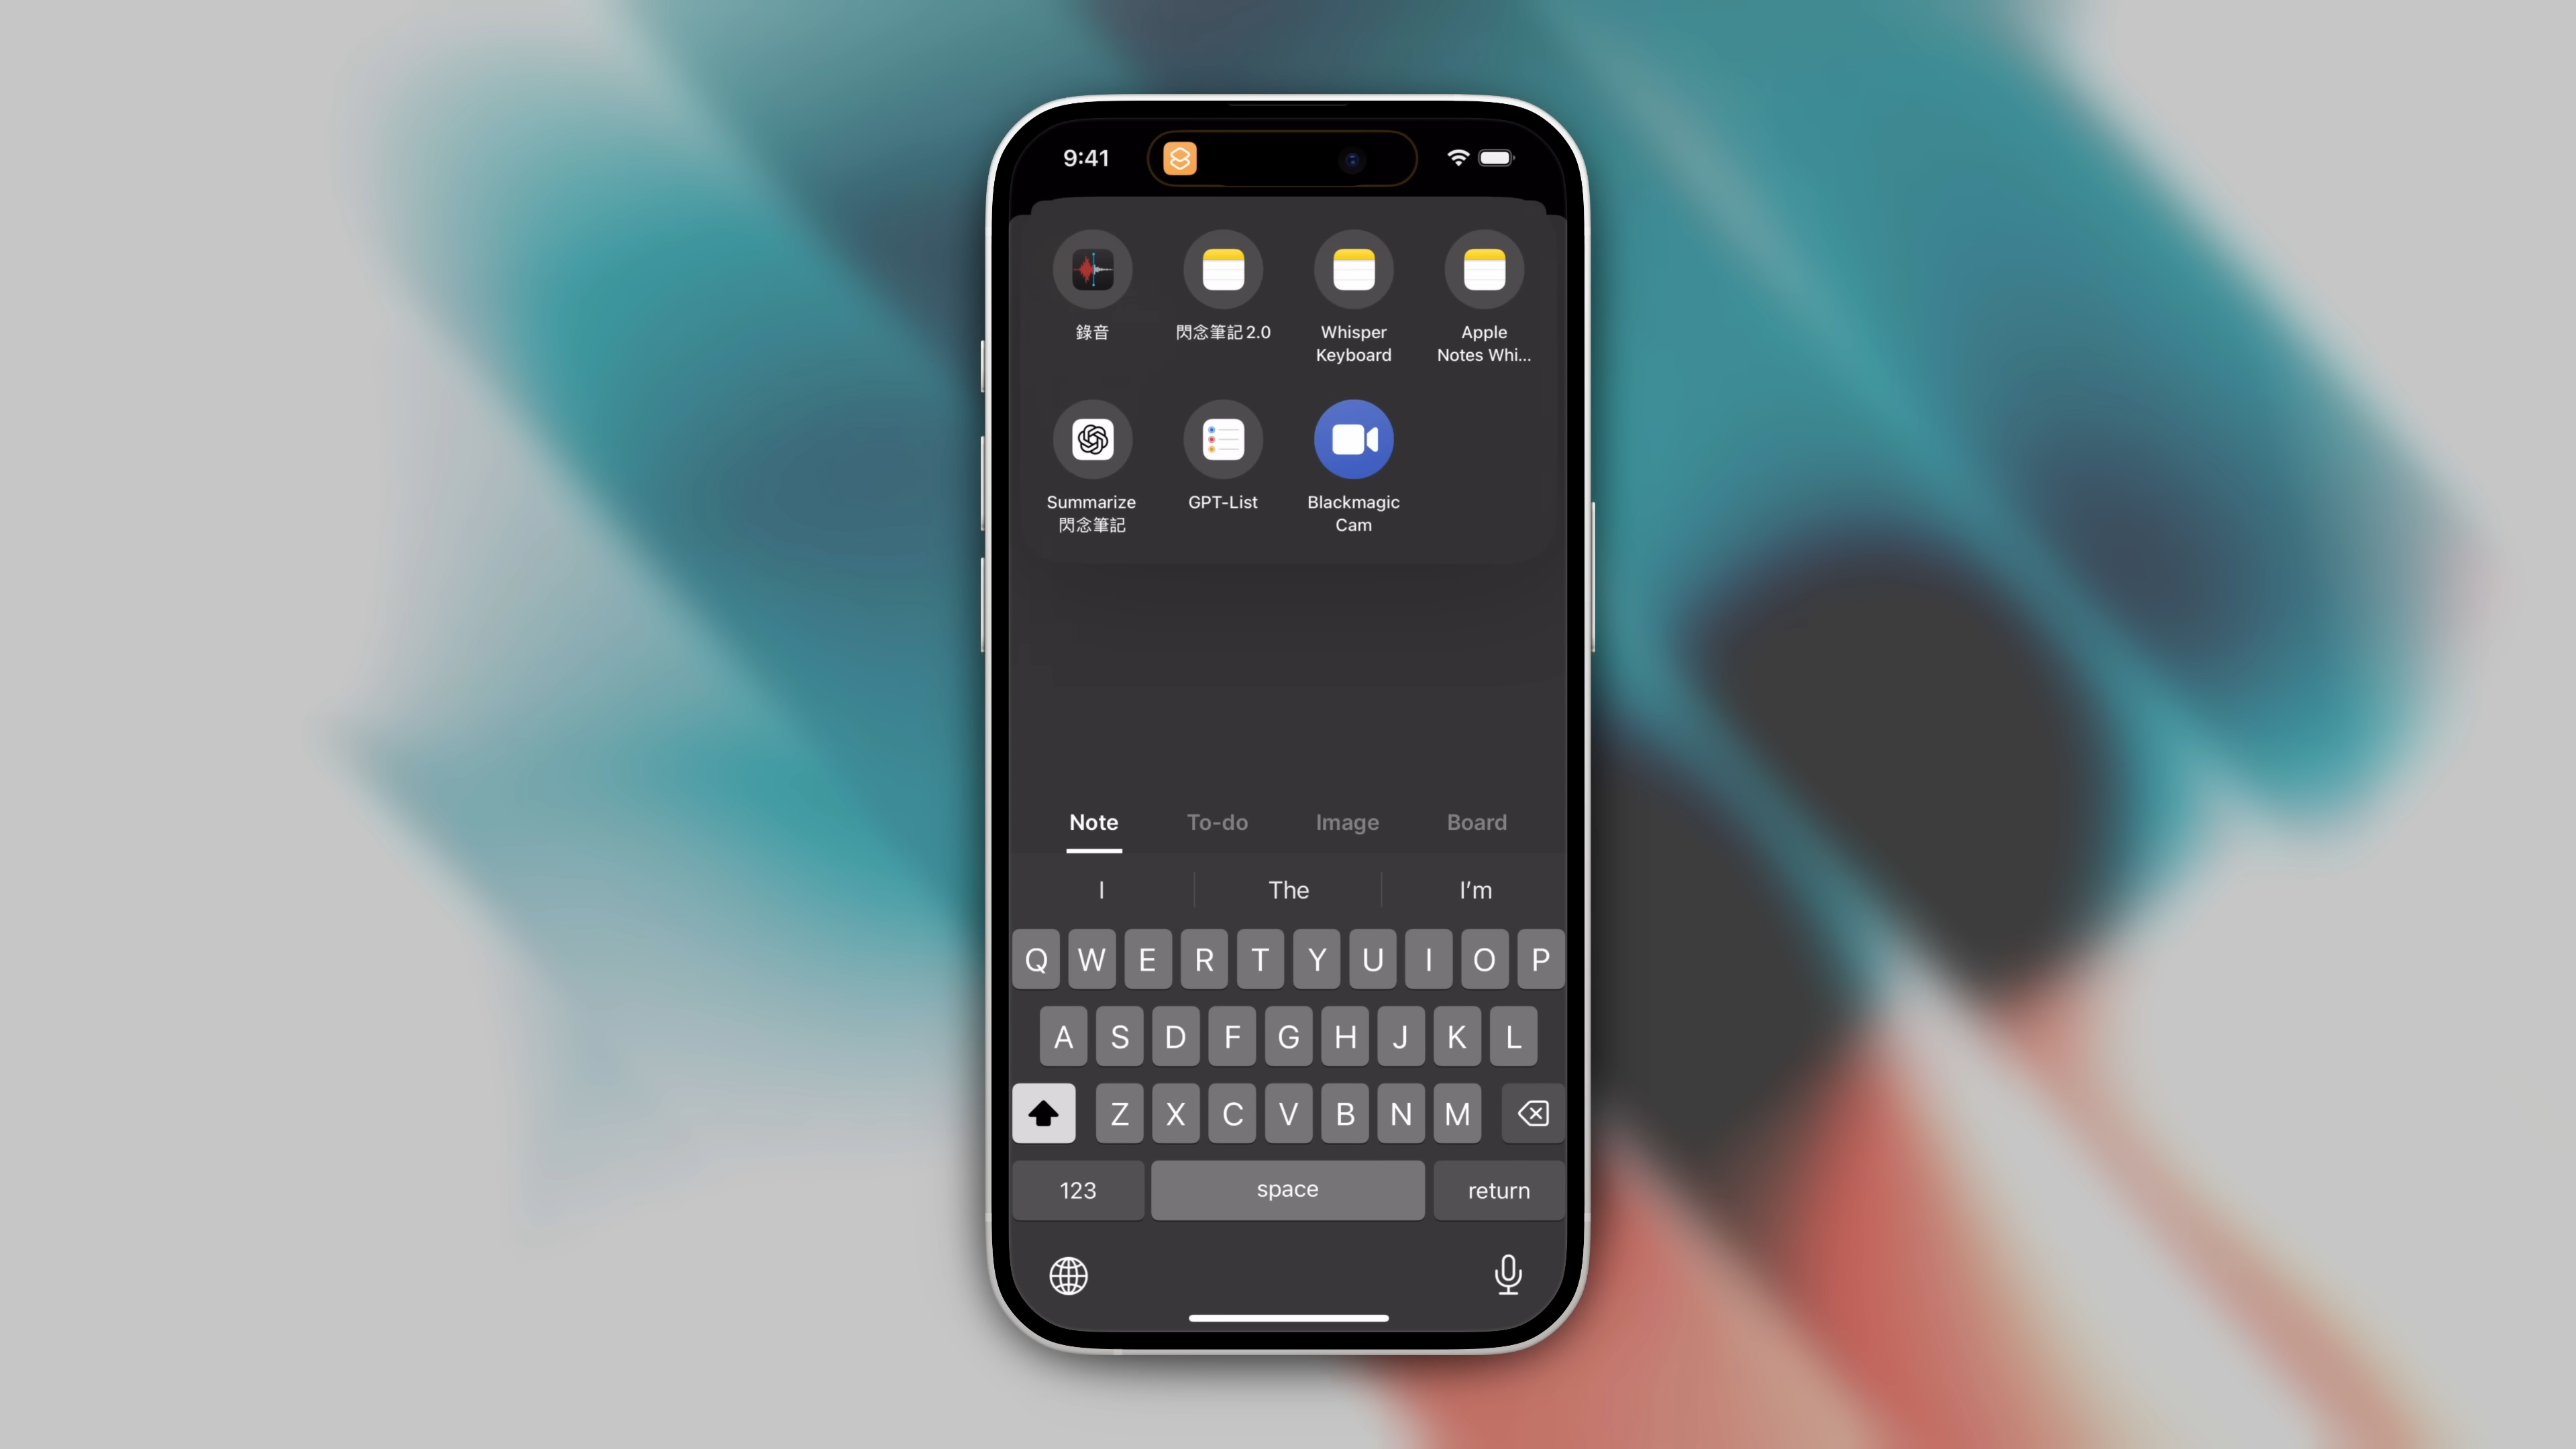 9:41
錄音
閃念筆記 2.0
Whisper
Keyboard
Apple
Notes Whi...
Summarize
閃念筆記
GPT-List
Blackmagic
Cam
Note To-do Image Board
I The I'm
Q W E R T Y U I O P
A S D F G H J K L
Z X C V B N M
123 space return